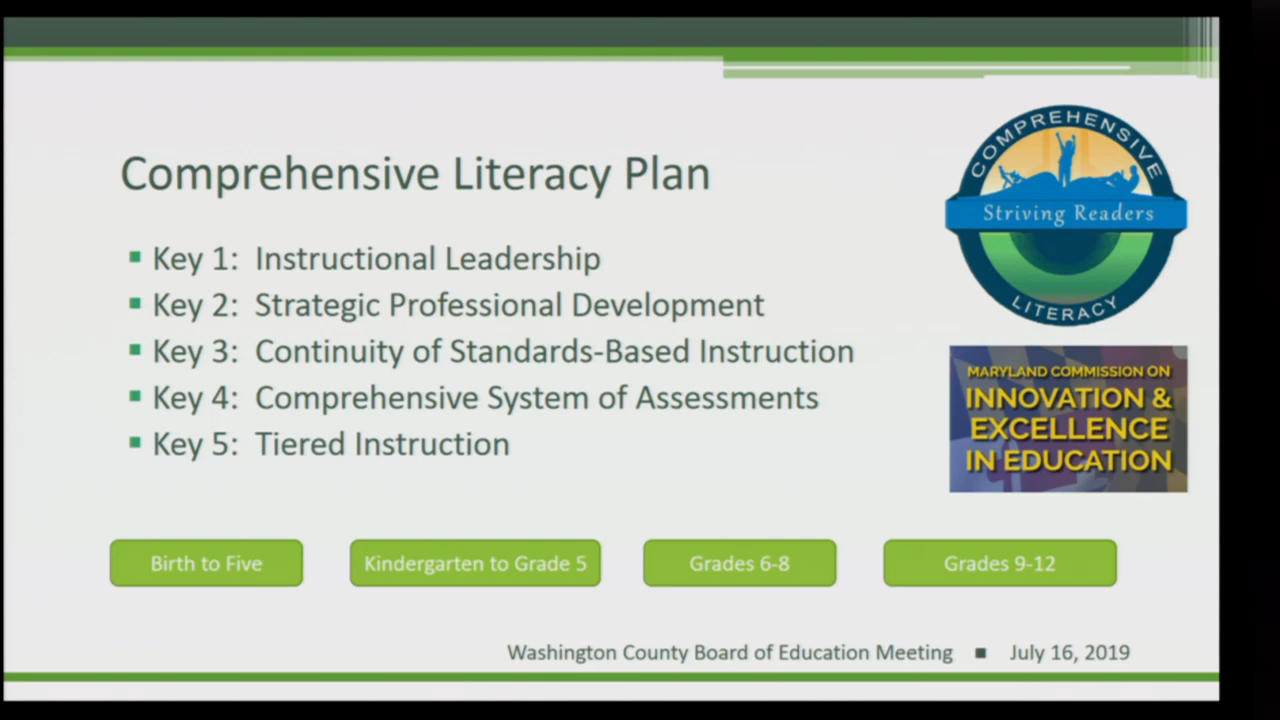 Comprehensive Literacy Plan
Key 1: Instructional Leadership
Key 2: Strategic Professional Development
Key 3: Continuity of Standards-Based Instruction
Key 4: Comprehensive System of Assessments
Key 5: Tiered Instruction
COMPREHENSIVE
Striving Readers
LITERACY
MARYLAND COMMISSION ON
INNOVATION &
EXCELLENCE
IN EDUCATION
Birth to Five
Kindergarten to Grade 5
Grades 6-8
Grades 9-12
Washington County Board of Education Meeting ▪ July 16, 2019